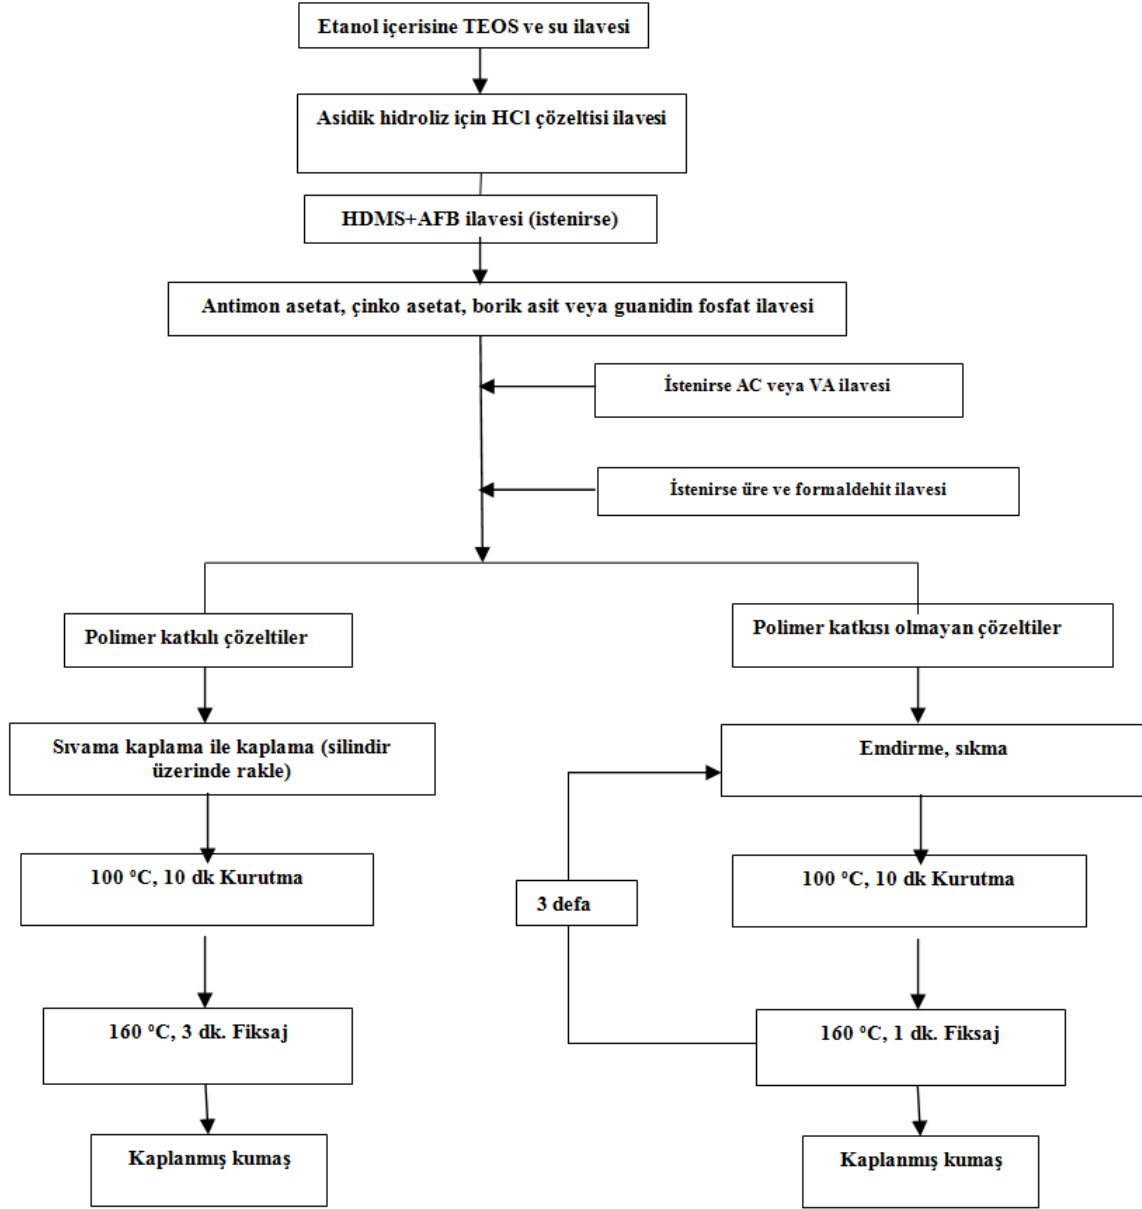 Etanol içerisine TEOS ve su ilavesi
Asidik hidroliz için HCl çözeltisi ilavesi
HDMS+AFB ilavesi (istenirse)
Antimon asetat, çinko asetat, borik asit veya guanidin fosfat ilavesi
İstenirse AC veya VA ilavesi
İstenirse üre ve formaldehit ilavesi
Polimer katkılı çözeltiler
Sıvama kaplama ile kaplama (silindir
üzerinde rakle)
100 °C, 10 dk Kurutma
160 °C, 3 dk. Fiksaj
Kaplanmış kumaş
Polimer katkısı olmayan çözeltiler
Emdirme, sıkma
100 °C, 10 dk Kurutma
3 defa
160 °C, 1 dk. Fiksaj
Kaplanmış kumaş